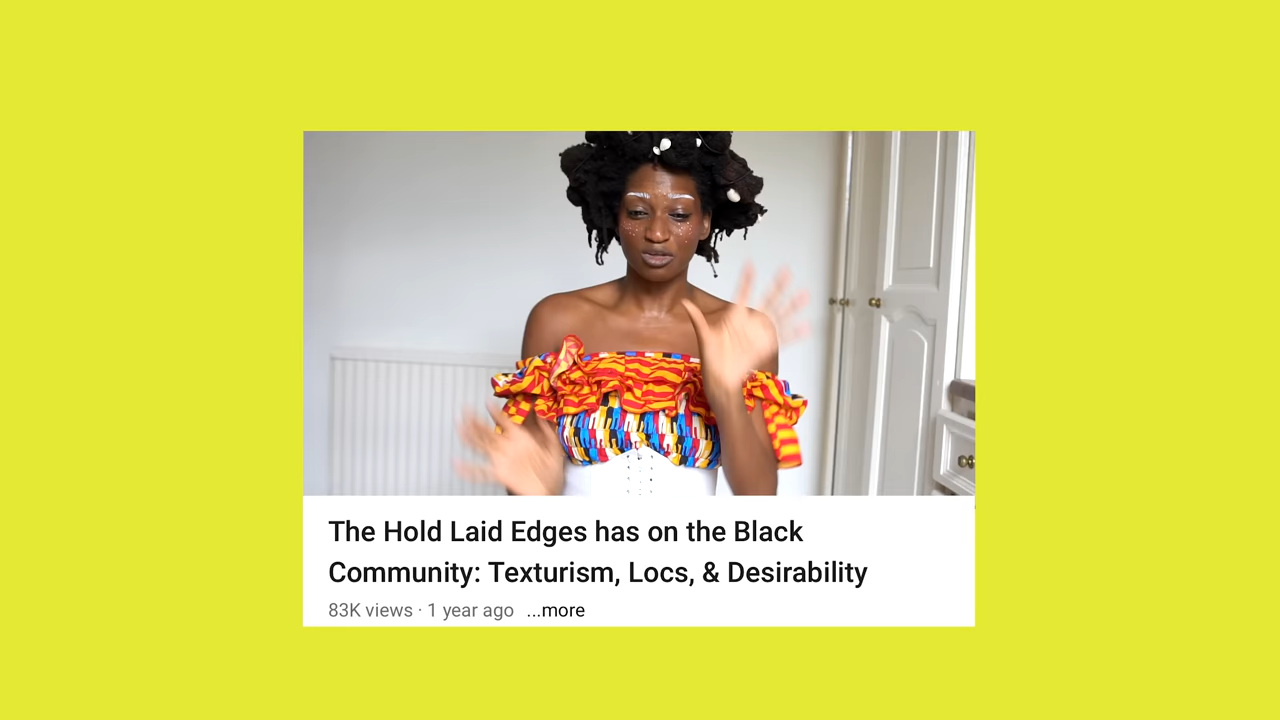 The Hold Laid Edges has on the Black
Community: Texturism, Locs, & Desirability
83K views · 1 year ago ...more